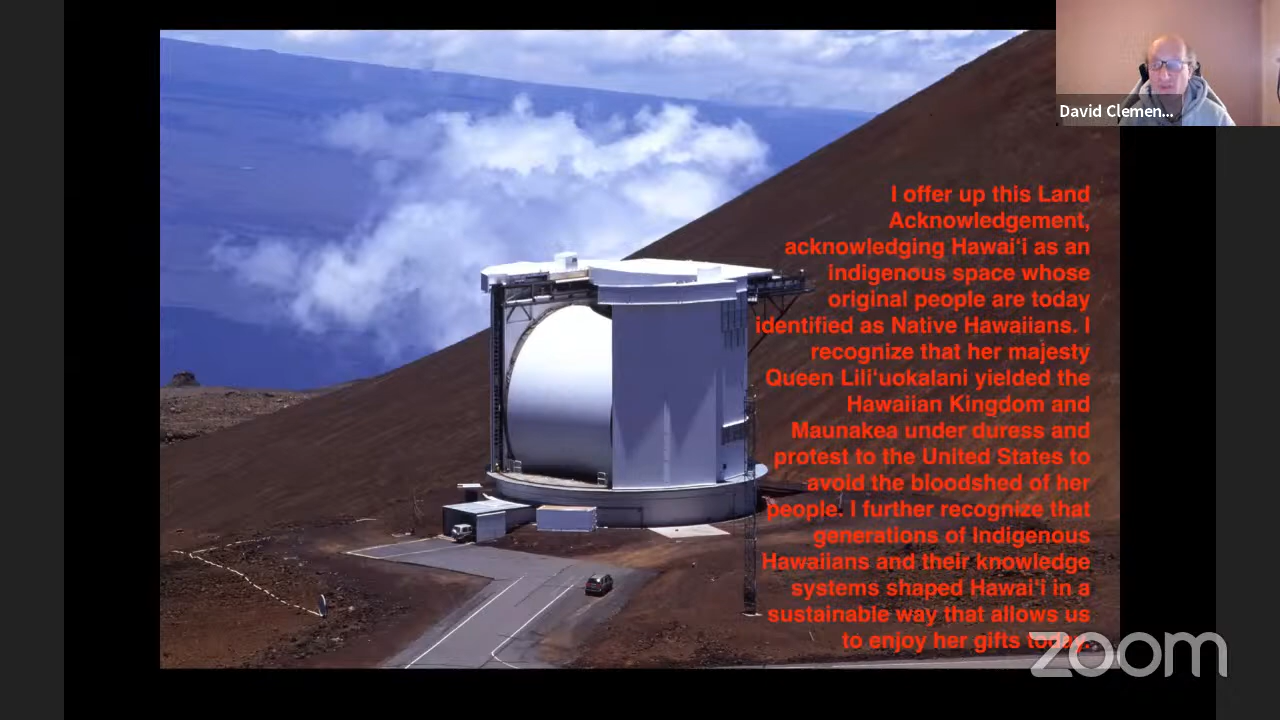 David Clemen...
I offer up this Land
Acknowledgement,
acknowledging Hawaiʻi as an
indigenous space whose
original people are today
identified as Native Hawaiians. I
recognize that her majesty
Queen Liliʻuokalani yielded the
Hawaiian Kingdom and
Maunakea under duress and
protest to the United States to
avoid the bloodshed of her
people. I further recognize that
generations of Indigenous
Hawaiians and their knowledge
systems shaped Hawaiʻi in a
sustainable way that allows us
to enjoy her gifts today.
zoom